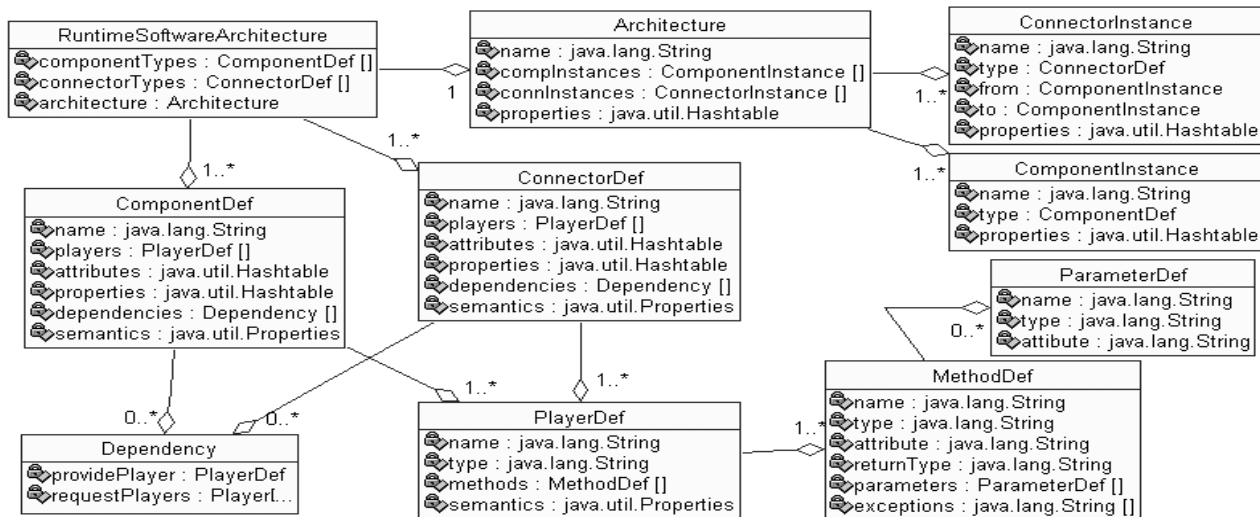 RuntimeSoftwareArchitecture
componentTypes : ComponentDef []
connectorTypes : ConnectorDef []
architecture : Architecture
Architecture
name : java.lang.String
compInstances : ComponentInstance []
connInstances : ConnectorInstance []
properties : java.util.Hashtable
ConnectorInstance
name : java.lang.String
type : ConnectorDef
from : ComponentInstance
to : ComponentInstance
properties : java.util.Hashtable
1
1..*
1..*
1..*
1..*
ComponentInstance
name : java.lang.String
type : ComponentDef
properties : java.util.Hashtable
ComponentDef
name : java.lang.String
players : PlayerDef []
attributes : java.util.Hashtable
properties : java.util.Hashtable
dependencies : Dependency []
semantics : java.util.Properties
ConnectorDef
name : java.lang.String
players : PlayerDef []
attributes : java.util.Hashtable
properties : java.util.Hashtable
dependencies : Dependency []
semantics : java.util.Properties
ParameterDef
name : java.lang.String
type : java.lang.String
attibute : java.lang.String
0..*
0..*
0..*
1..*
1..*
1..*
Dependency
providePlayer : PlayerDef
requestPlayers : Player[...
PlayerDef
name : java.lang.String
type : java.lang.String
methods : MethodDef []
semantics : java.util.Properties
MethodDef
name : java.lang.String
type : java.lang.String
attribute : java.lang.String
returnType : java.lang.String
parameters : ParameterDef []
exceptions : java.lang.String []